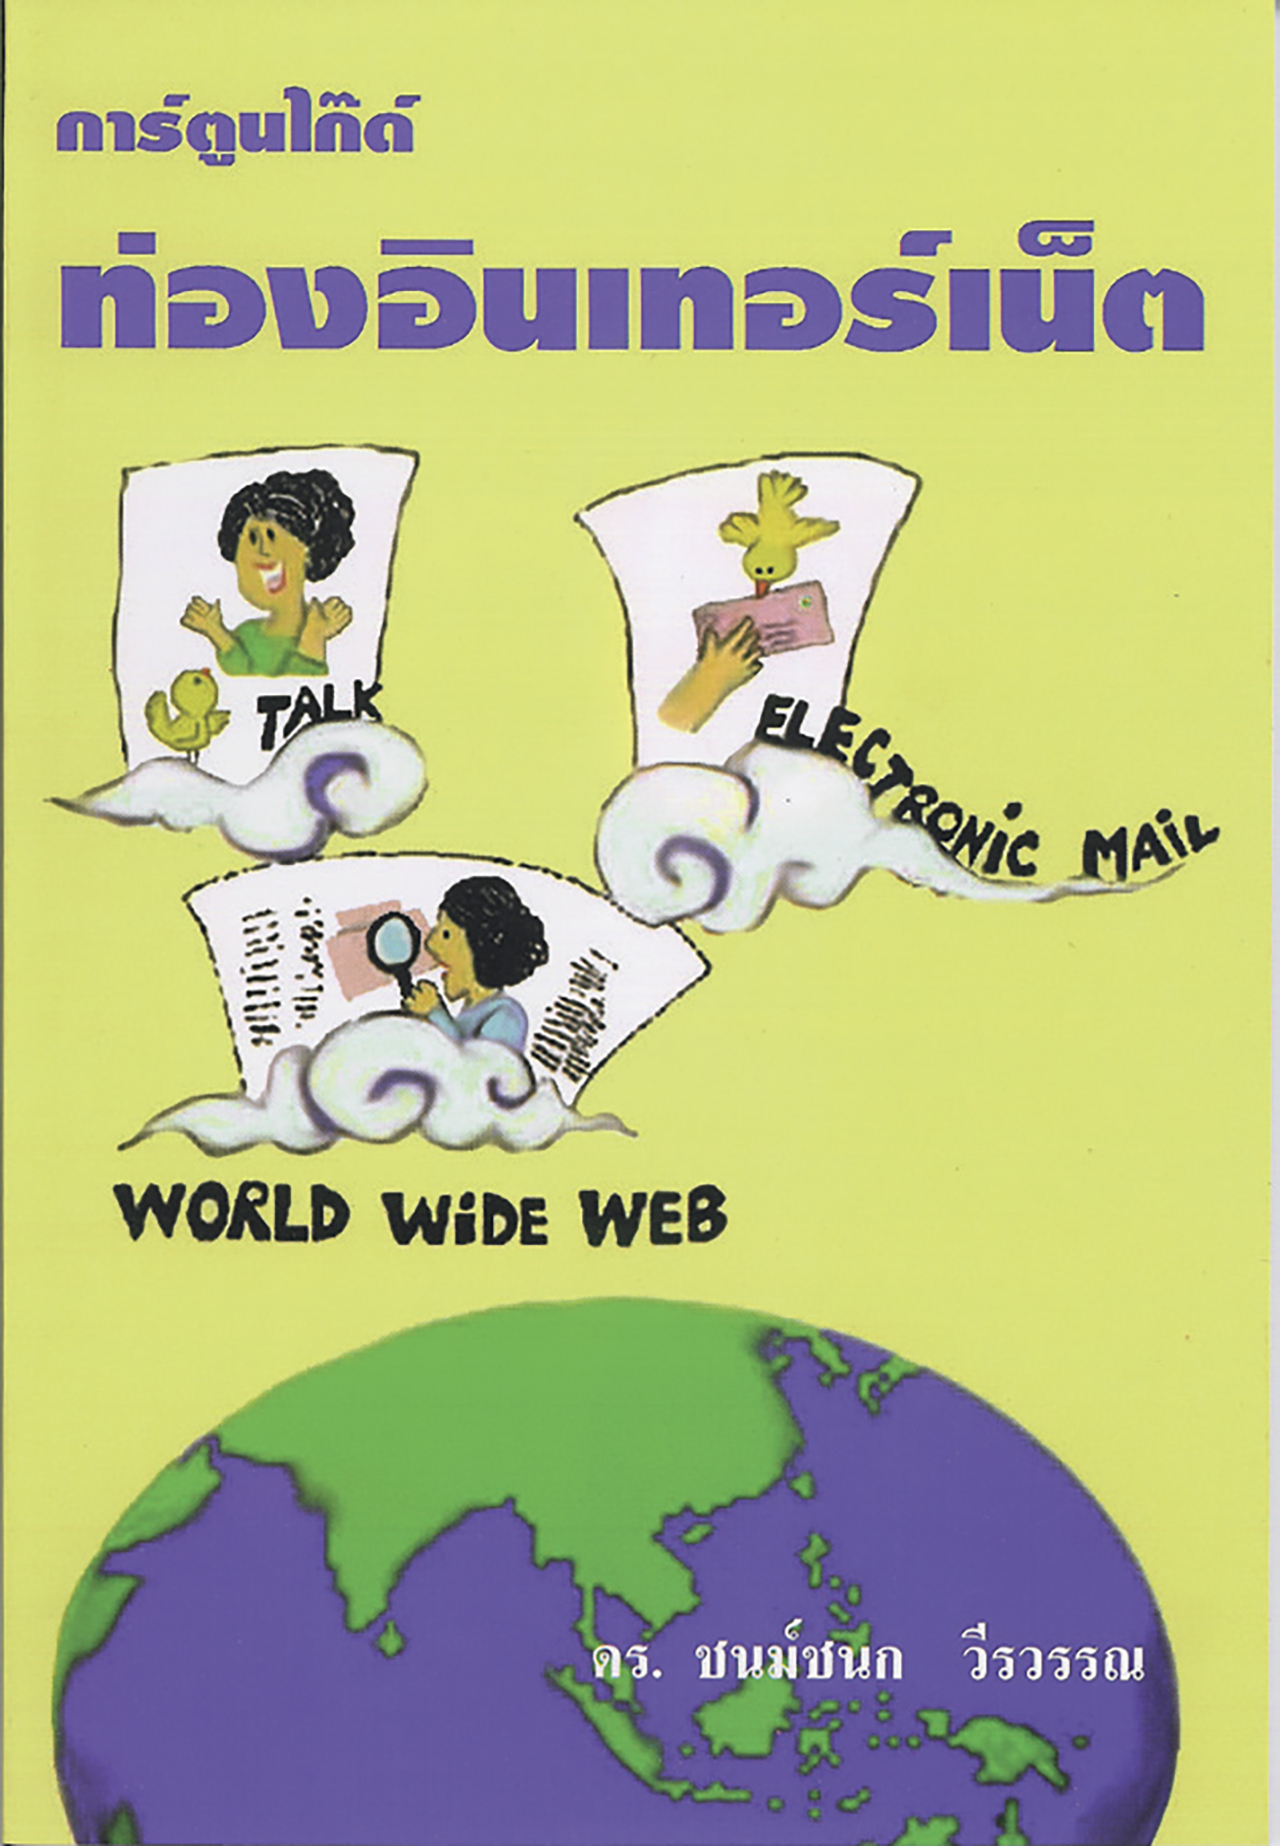 การ์ตูนไก๊ด์
ท่องอินเทอร์เน็ต
TALK
ELECTRONIC MAIL
WORLD WiDE WEB
ดร. ชนม์ชนก วีรวรรณ